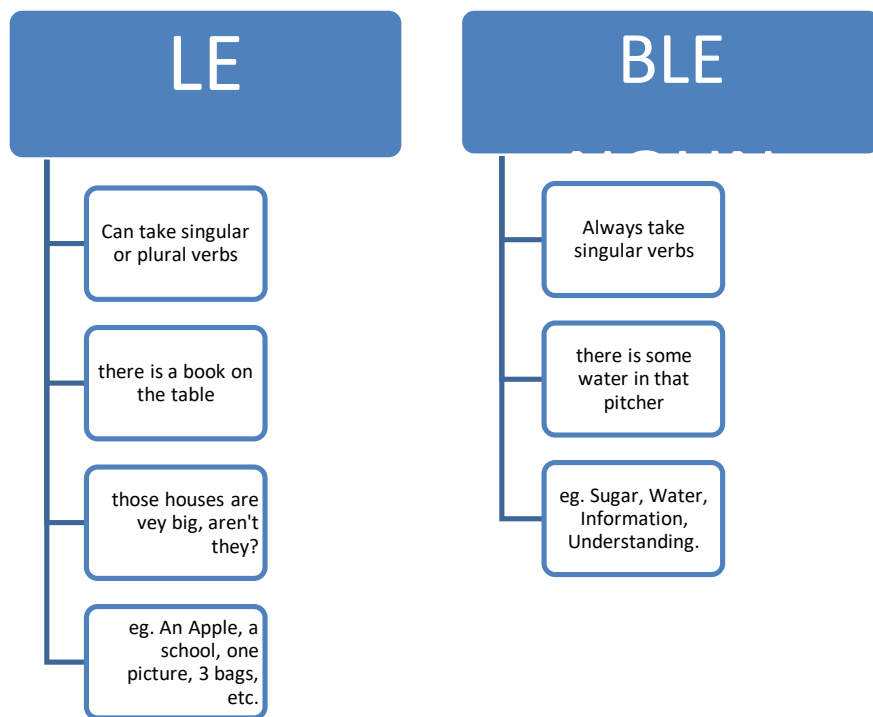 LE
Can take singular
or plural verbs
there is a book on
the table
those houses are
vey big, aren't
they?
eg. An Apple, a
school, one
picture, 3 bags,
etc.
BLE
Always take
singular verbs
there is some
water in that
pitcher
eg. Sugar, Water,
Information,
Understanding.